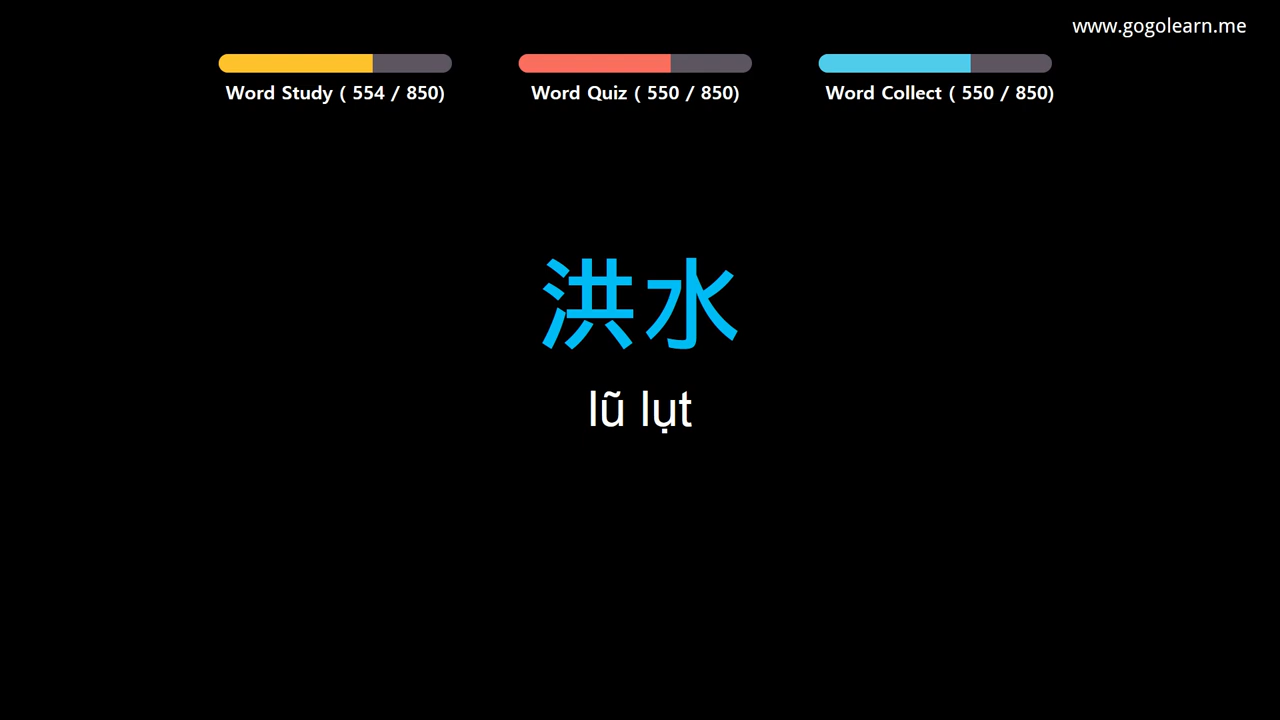 www.gogolearn.me
Word Study ( 554 / 850)
Word Quiz ( 550 / 850)
Word Collect ( 550 / 850)
洪水
lũ lụt